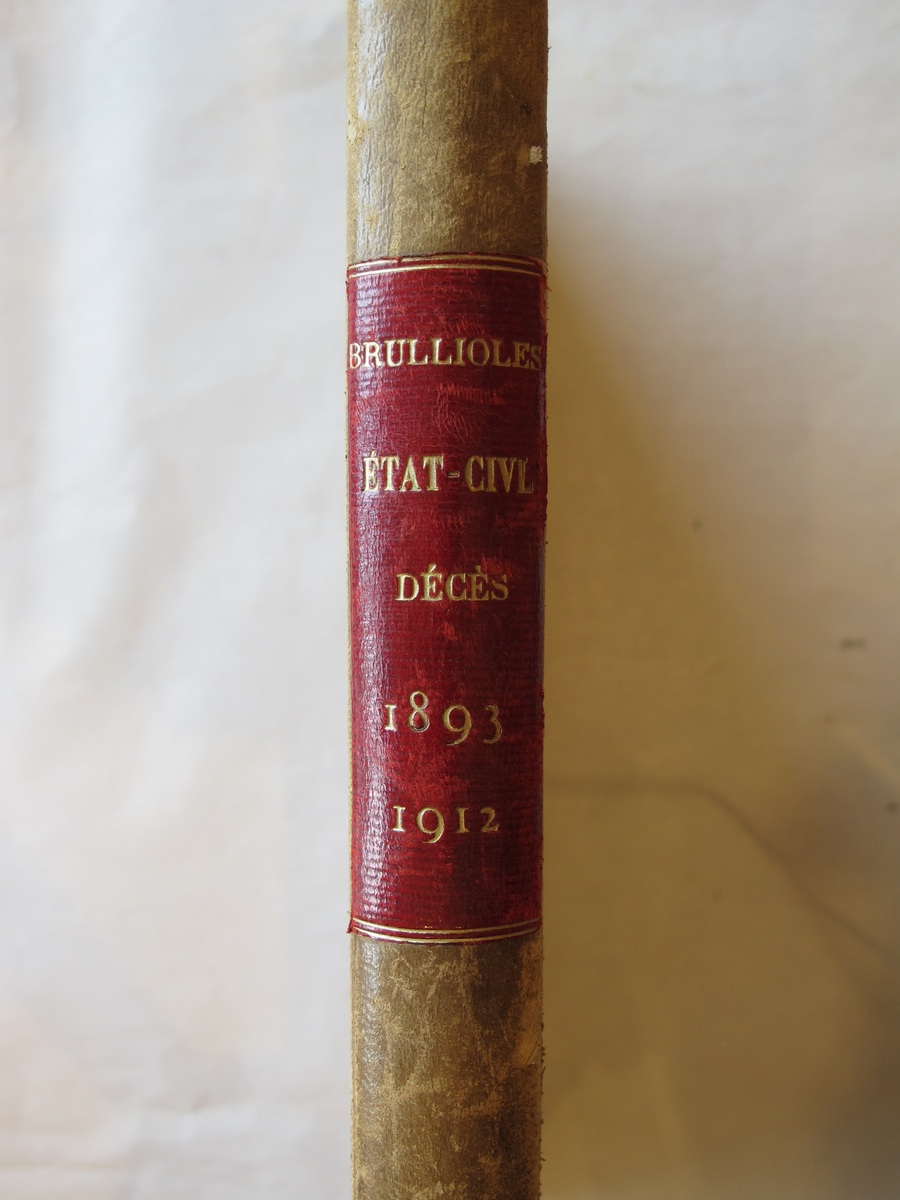 BRULLIOLES
ÉTAT-CIVL
DÉCÈS
1893
1912